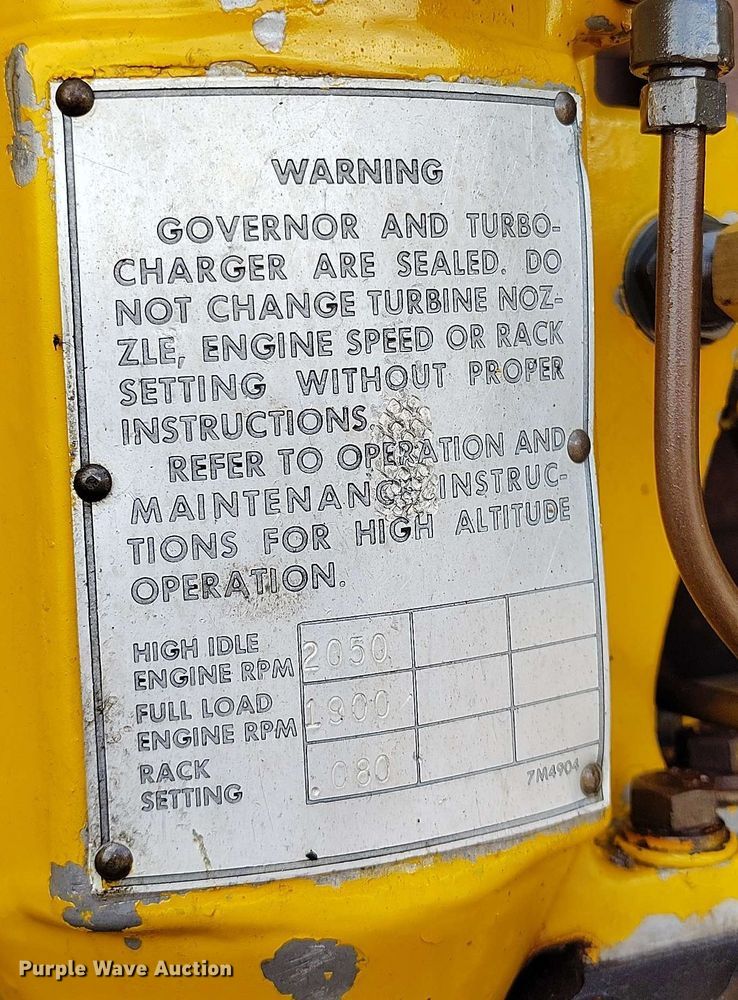 WARNING
GOVERNOR AND TURBO-
CHARGER ARE SEALED. DO
NOT CHANGE TURBINE NOZ-
ZLE, ENGINE SPEED OR RACK
SETTING WITHOUT PROPER
INSTRUCTIONS.
REFER TO OPERATION AND
MAINTENANCE INSTRUC-
TIONS FOR HIGH ALTITUDE
OPERATION.
HIGH IDLE
ENGINE RPM 2050
FULL LOAD
ENGINE RPM 1900
RACK
SETTING .080
7M4904
Purple Wave Auction